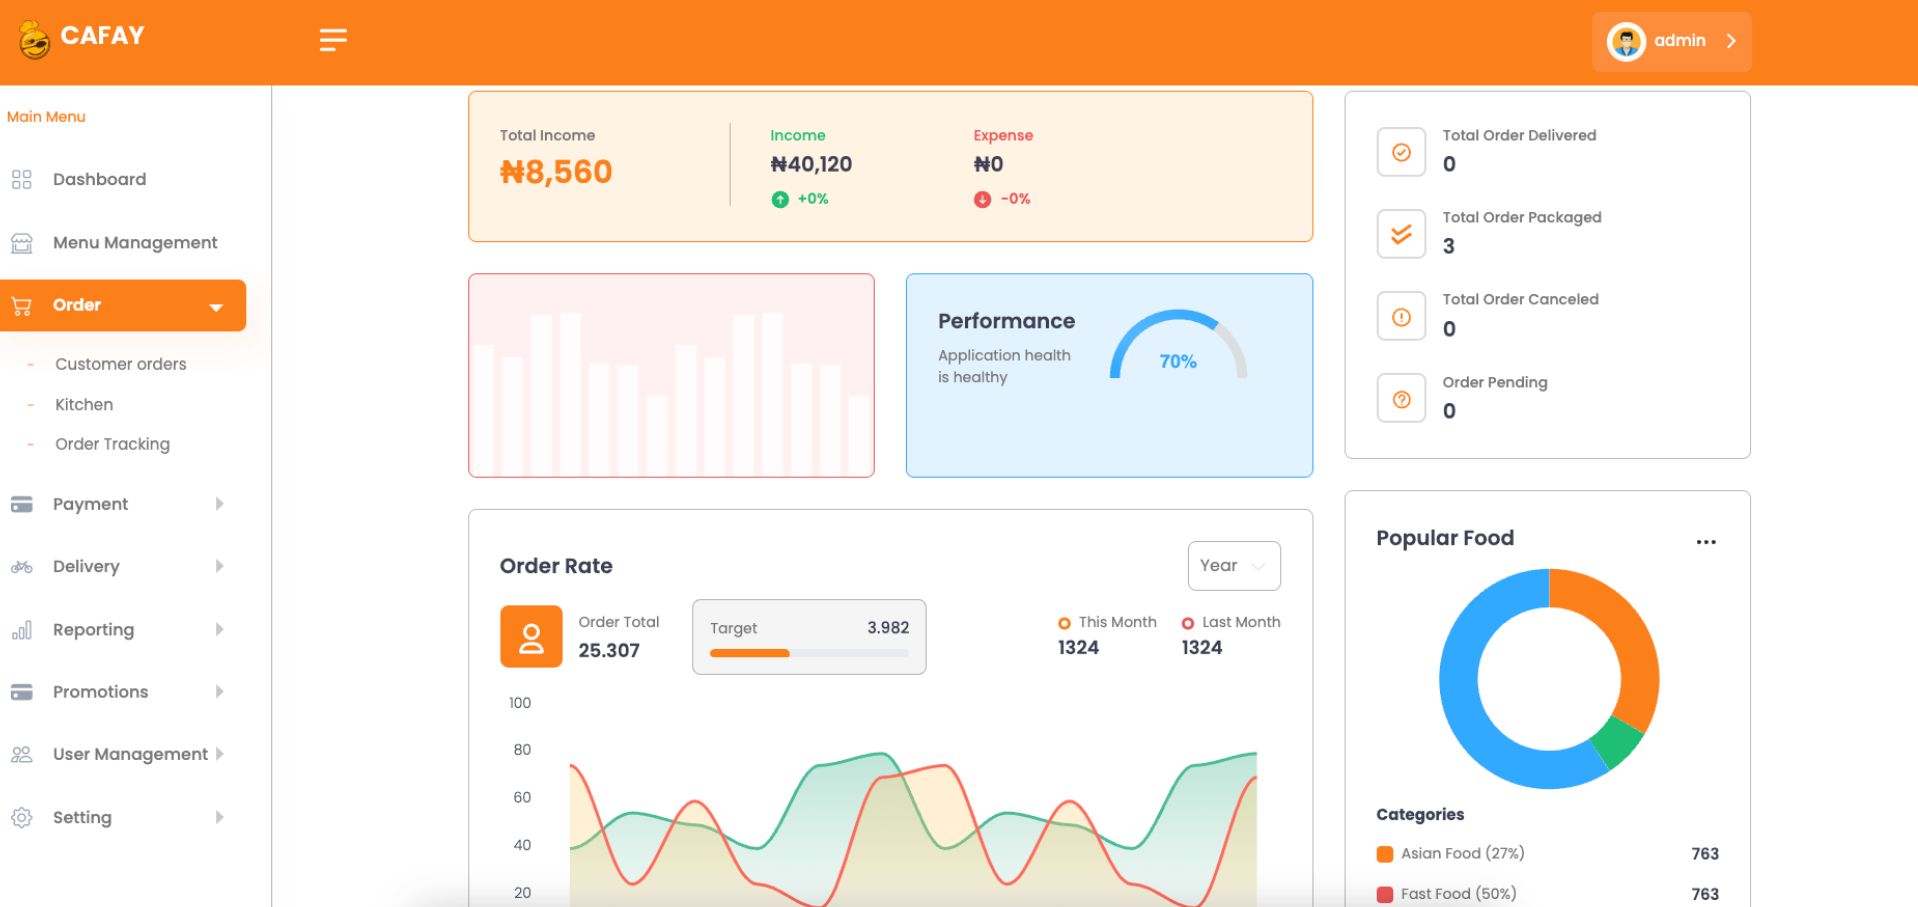 CAFAY
admin
Main Menu
Dashboard
Menu Management
Order
Customer orders
Kitchen
Order Tracking
Payment
Delivery
Reporting
Promotions
User Management
Setting
Total Income
₦8,560
Income
₦40,120
+0%
Expense
₦0
-0%
Performance
Application health
is healthy
70%
Order Rate
Year
Order Total
25.307
Target 3.982
This Month
1324
Last Month
1324
100
80
60
40
20
Total Order Delivered
0
Total Order Packaged
3
Total Order Canceled
0
Order Pending
0
Popular Food
Categories
Asian Food (27%) 763
Fast Food (50%) 763